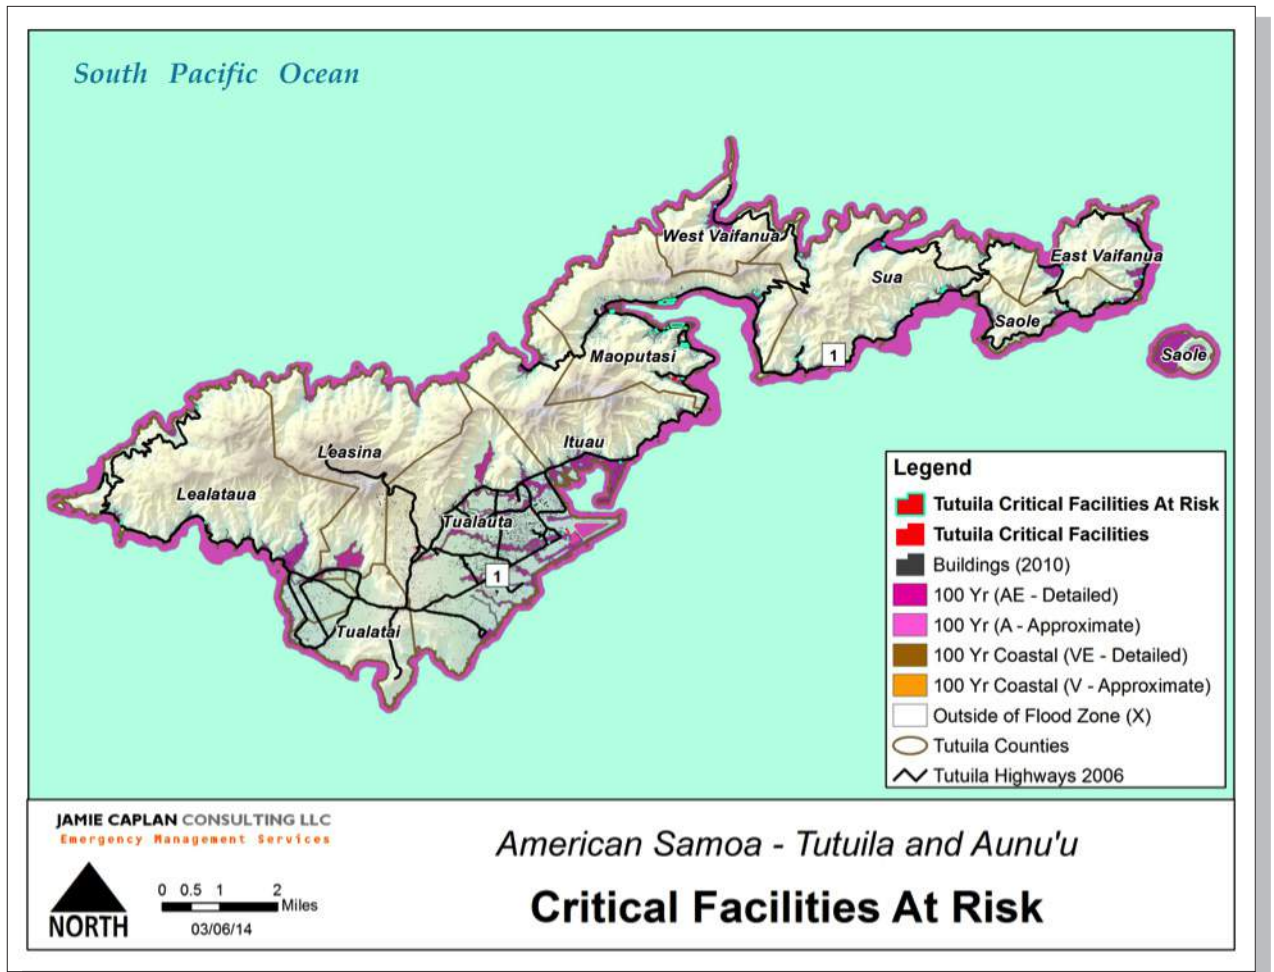 South Pacific Ocean
West Vaifanua
East Vaifanua
Sua
Saole
Maoputasi
1
Saole
Ituau
Leasina
Lealataua
Tualauta
1
Tualatai
Legend
Tutuila Critical Facilities At Risk
Tutuila Critical Facilities
Buildings (2010)
100 Yr (AE - Detailed)
100 Yr (A - Approximate)
100 Yr Coastal (VE - Detailed)
100 Yr Coastal (V - Approximate)
Outside of Flood Zone (X)
Tutuila Counties
Tutuila Highways 2006
JAMIE CAPLAN CONSULTING LLC
Emergency Management Services
NORTH
0 0.5 1 2
Miles
03/06/14
American Samoa - Tutuila and Aunu'u
Critical Facilities At Risk